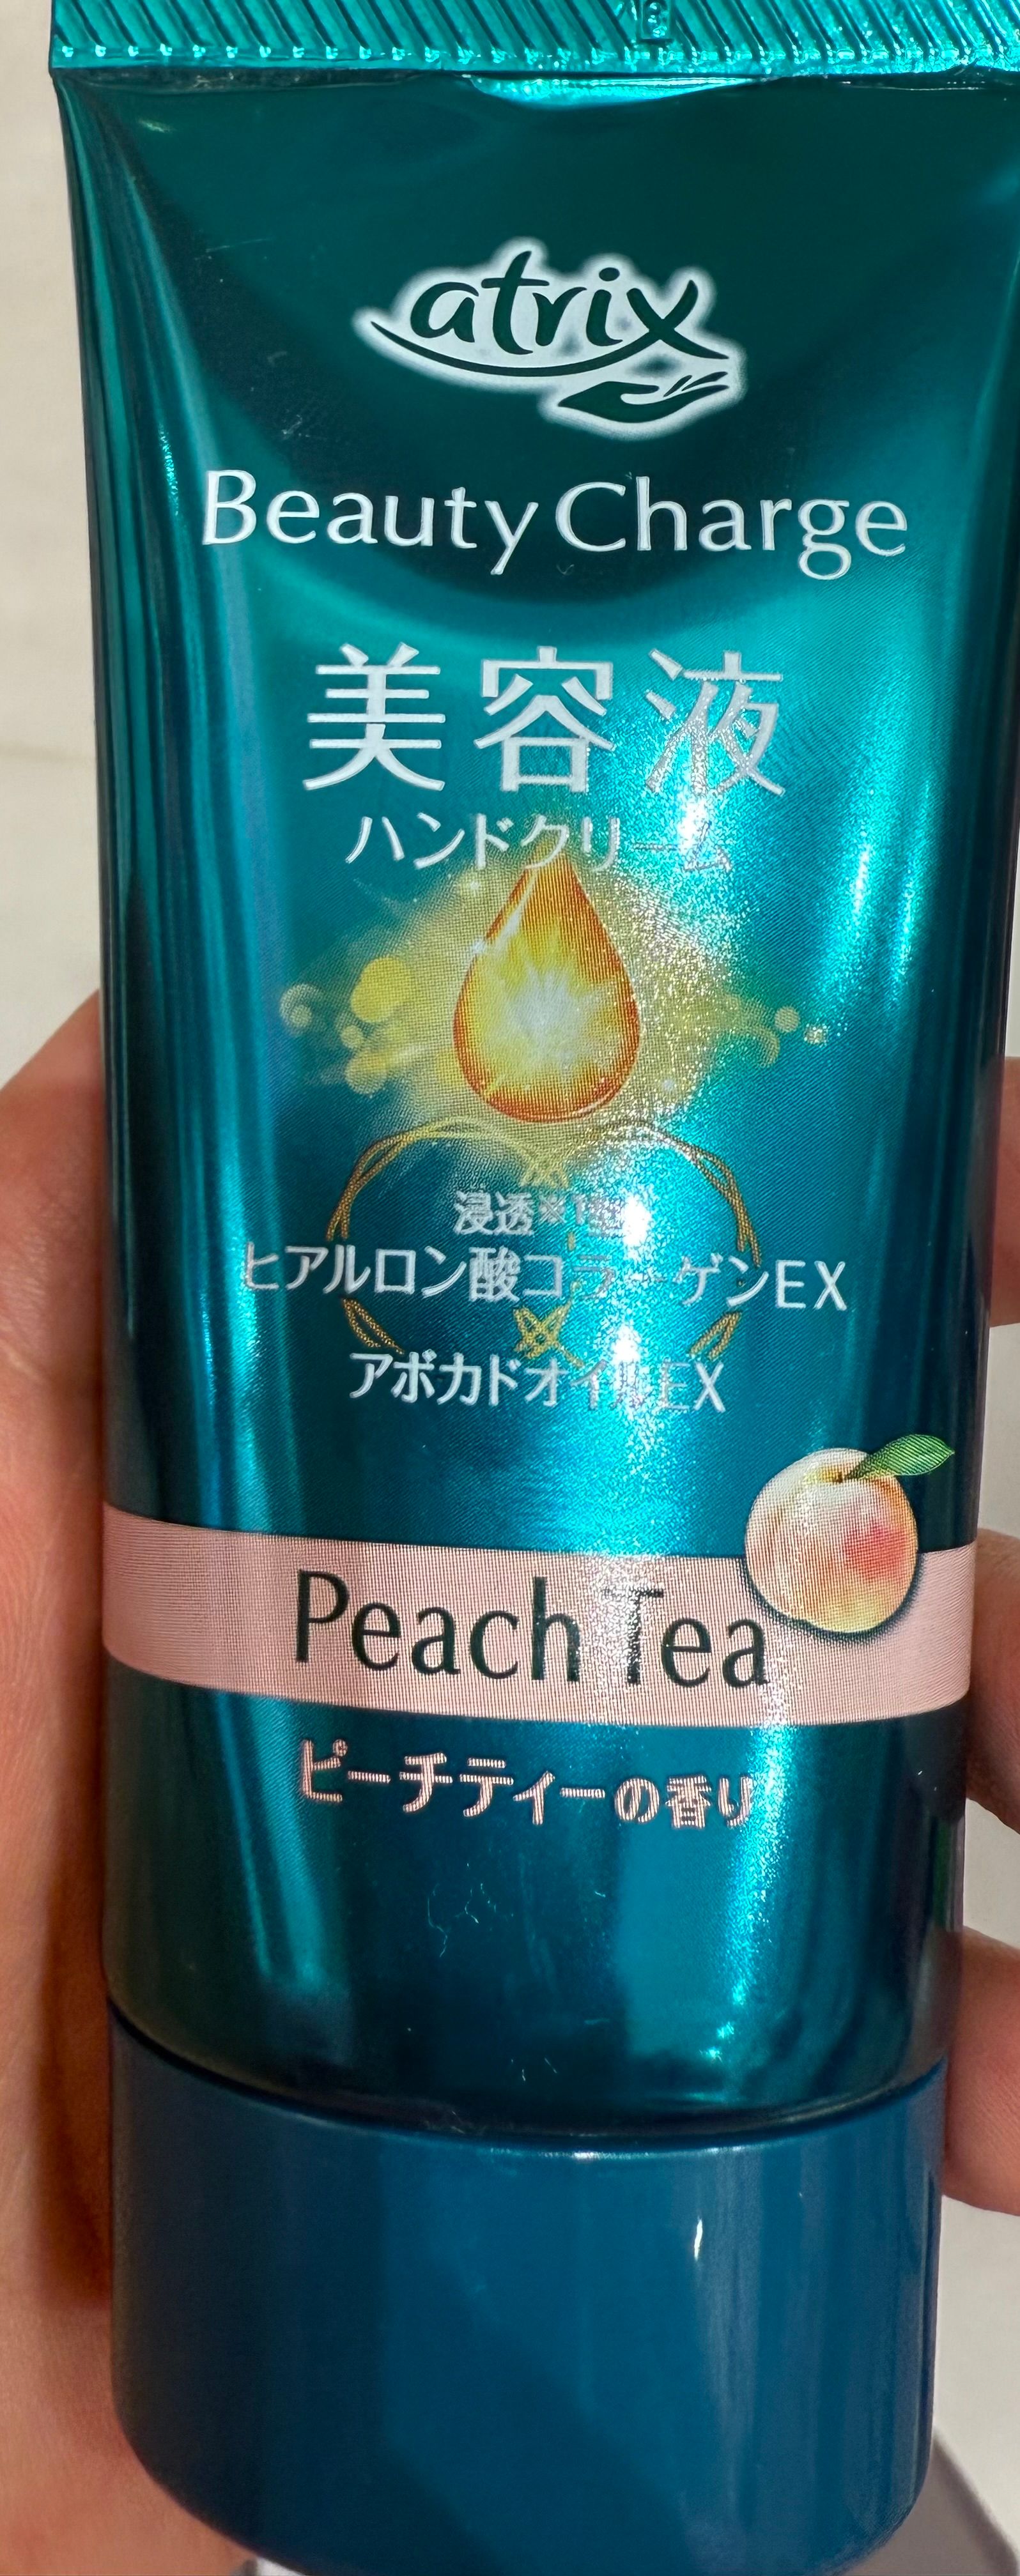 atrix
Beauty Charge
美容液
ハンドクリーム
浸透※
ヒアルロン酸コラーゲンEX
アボカドオイルEX
Peach Tea
ピーチティーの香り